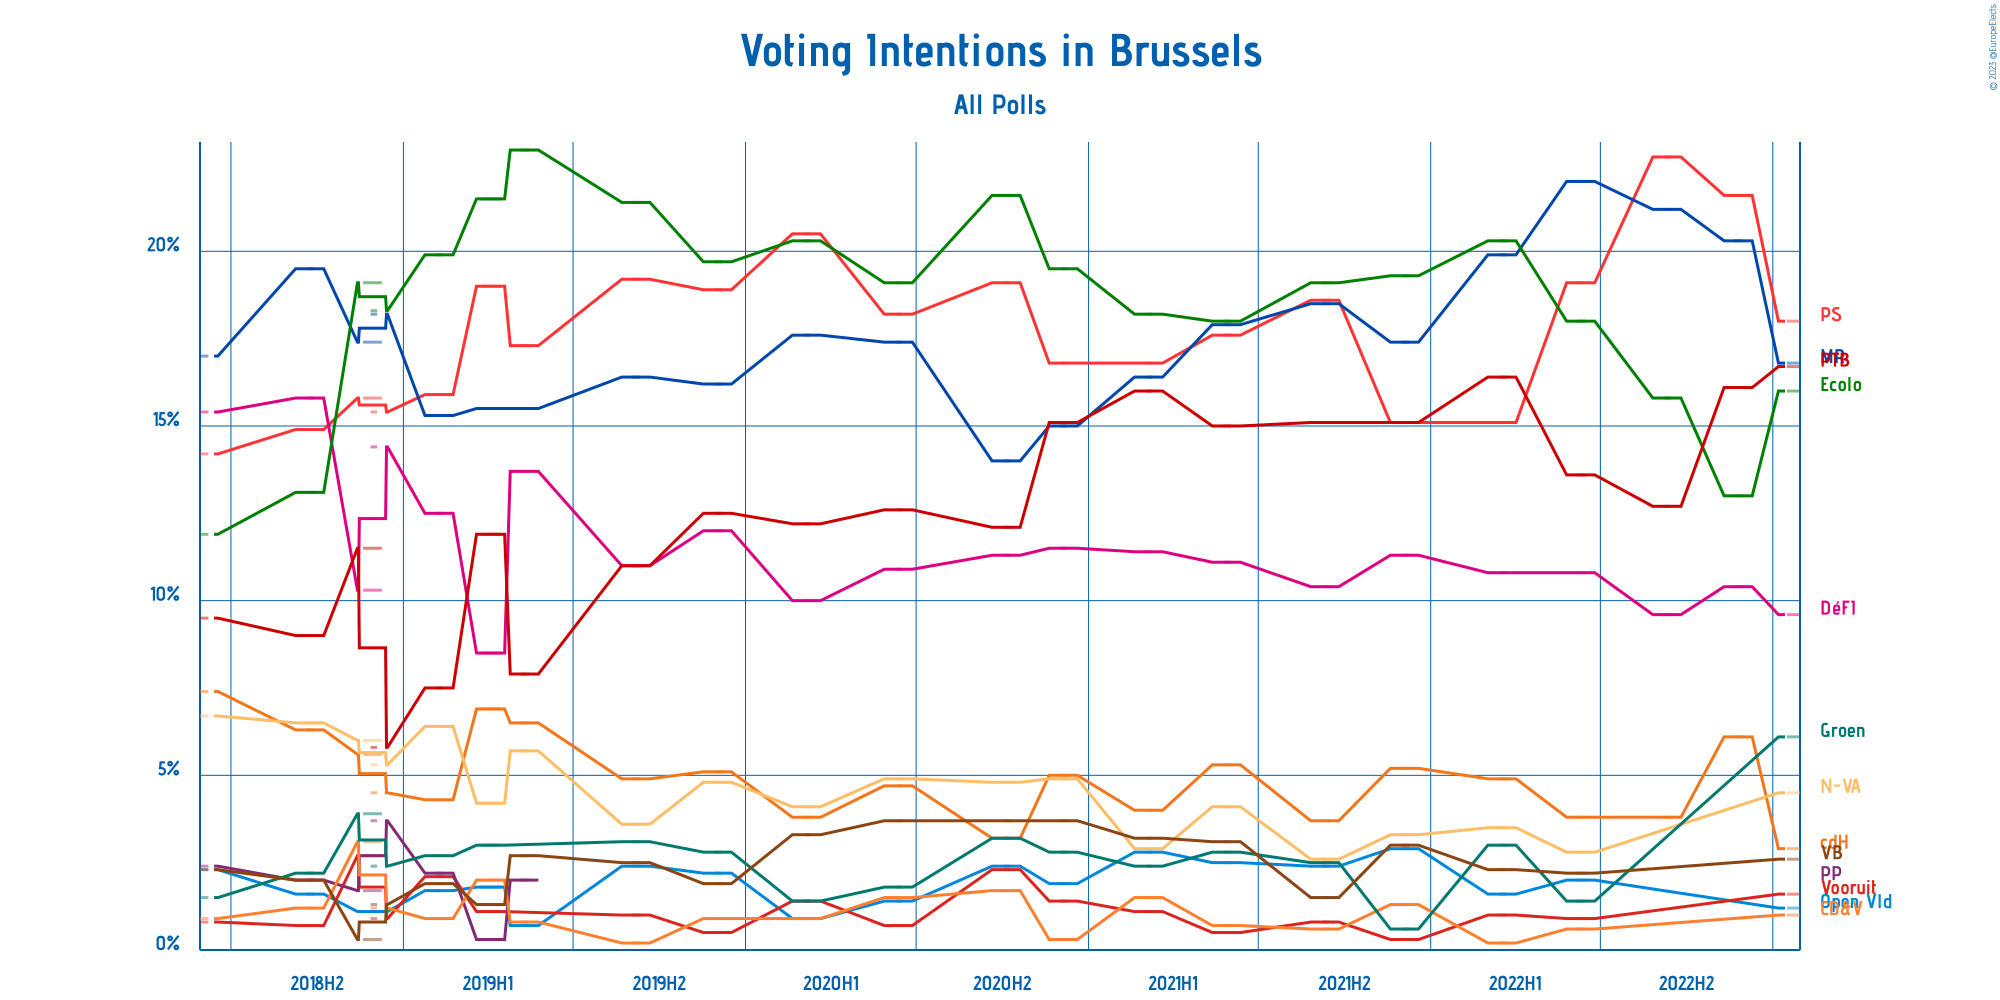 © 2023 @EuropeElects
Voting Intentions in Brussels
All Polls
20%
15%
10%
5%
0%
PS
MR
PTB
Ecolo
DéFI
Groen
N-VA
cdH
VB
PP
Vooruit
Open Vld
CD&V
2018H2
2019H1
2019H2
2020H1
2020H2
2021H1
2021H2
2022H1
2022H2